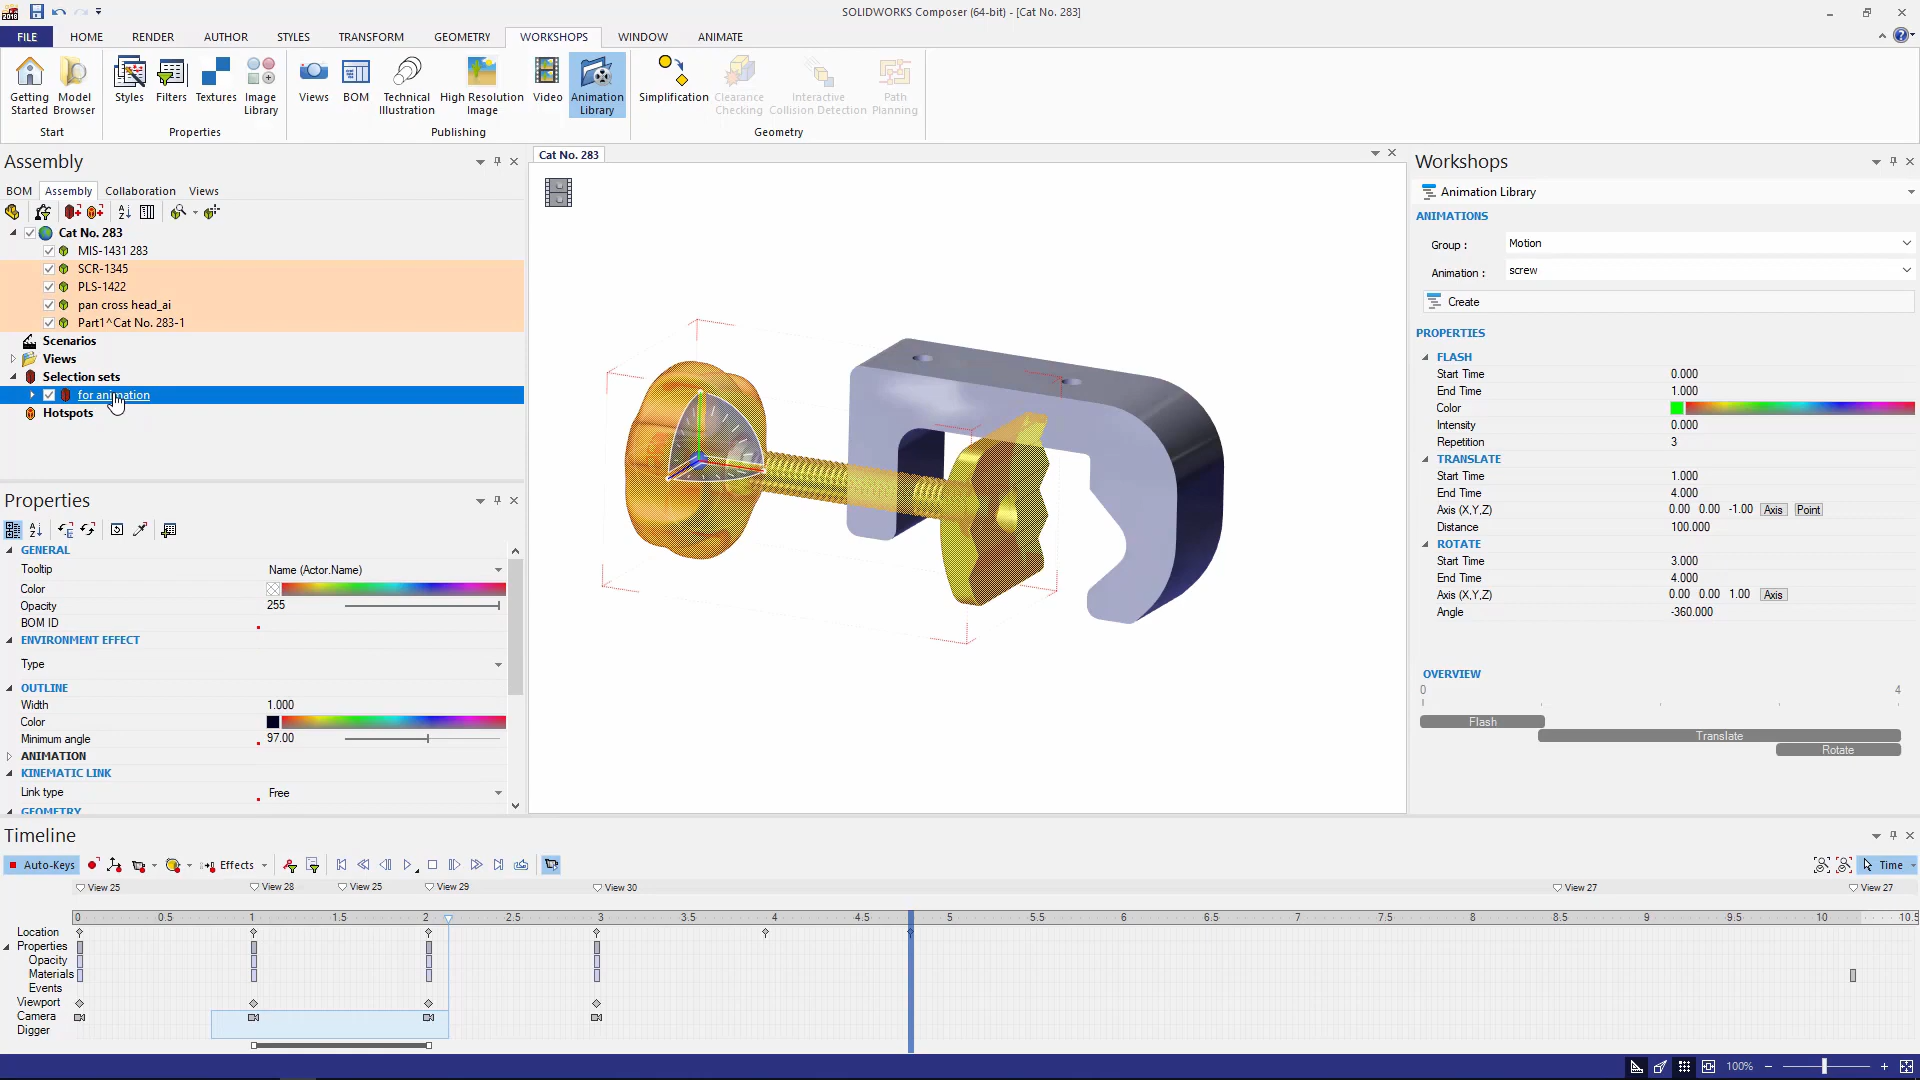 SOLIDWORKS Composer (64-bit) - [Cat No. 283]
FILE HOME RENDER AUTHOR STYLES TRANSFORM GEOMETRY WORKSHOPS WINDOW ANIMATE
Getting Started
Model Browser
Styles
Filters
Textures
Image Library
Views
BOM
Technical Illustration
High Resolution Image
Video
Animation Library
Simplification
Clearance Checking
Interactive Collision Detection
Path Planning
Start Properties Publishing Geometry
Assembly
BOM Assembly Collaboration Views
Cat No. 283
MIS-1431 283
SCR-1345
PLS-1422
pan cross head_ai
Part1^Cat No. 283-1
Scenarios
Views
Selection sets
for animation
Hotspots
Properties
GENERAL
Tooltip Name (Actor.Name)
Color
Opacity 255
BOM ID
ENVIRONMENT EFFECT
Type
OUTLINE
Width 1.000
Color
Minimum angle 97.00
ANIMATION
KINEMATIC LINK
Link type Free
GEOMETRY
Cat No. 283
Workshops
Animation Library
ANIMATIONS
Group : Motion
Animation : screw
Create
PROPERTIES
FLASH
Start Time 0.000
End Time 1.000
Color
Intensity 0.000
Repetition 3
TRANSLATE
Start Time 1.000
End Time 4.000
Axis (X,Y,Z) 0.00 0.00 -1.00 Axis Point
Distance 100.000
ROTATE
Start Time 3.000
End Time 4.000
Axis (X,Y,Z) 0.00 0.00 1.00 Axis
Angle -360.000
OVERVIEW
0 4
Flash
Translate
Rotate
Timeline
Auto-Keys Effects Time
View 25 View 28 View 25 View 29 View 30 View 27 View 27
0 0.5 1 1.5 2 2.5 3 3.5 4 4.5 5 5.5 6 6.5 7 7.5 8 8.5 9 9.5 10 10.5
Location
Properties
Opacity
Materials
Events
Viewport
Camera
Digger
100%